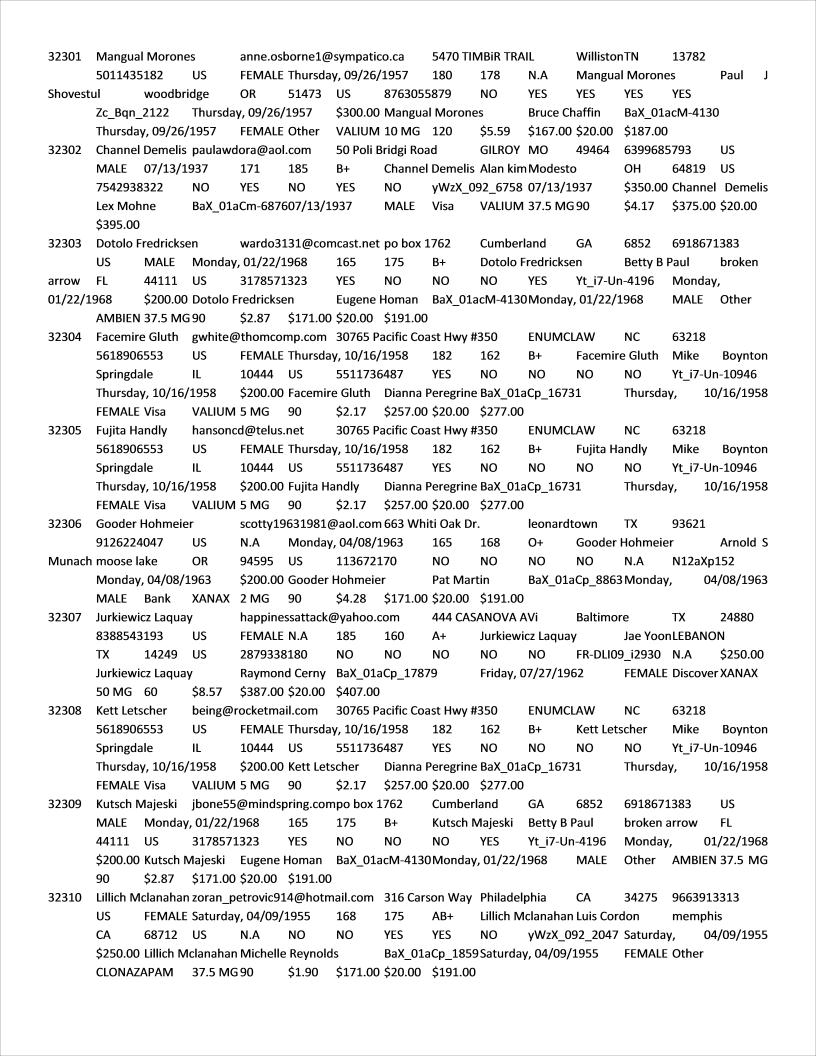 32301 Mangual Morones anne.osborne1@sympatico.ca 5470 TIMBiR TRAIL WillistonTN 13782
5011435182 US FEMALE Thursday, 09/26/1957 180 178 N.A Mangual Morones Paul J
Shovestul woodbridge OR 51473 US 8763055879 NO YES YES YES
Zc_Bqn_2122 Thursday, 09/26/1957 $300.00 Mangual Morones Bruce Chaffin BaX_01acM-4130
Thursday, 09/26/1957 FEMALE Other VALIUM 10 MG 120 $5.59 $167.00 $20.00 $187.00
32302 Channel Demelis paulawdora@aol.com 50 Poli Bridgi Road GILROY MO 49464 6399685793 US
MALE 07/13/1937 171 185 B+ Channel Demelis Alan kim Modesto OH 64819 US
7542938322 NO YES NO YES NO yWzX_092_6758 07/13/1937 $350.00 Channel Demelis
Lex Mohne BaX_01aCm-687607/13/1937 MALE Visa VALIUM 37.5 MG 90 $4.17 $375.00 $20.00
$395.00
32303 Dotolo Fredricksen wardo3131@comcast.net po box 1762 Cumberland GA 6852 6918671383
US MALE Monday, 01/22/1968 165 175 B+ Dotolo Fredricksen Betty B Paul broken
arrow FL 44111 US 3178571323 YES NO NO NO YES Yt_i7-Un-4196 Monday,
01/22/1968 $200.00 Dotolo Fredricksen Eugene Homan BaX_01acM-4130Monday, 01/22/1968 MALE Other
AMBIEN 37.5 MG 90 $2.87 $171.00 $20.00 $191.00
32304 Facemire Gluth gwhite@thomcomp.com 30765 Pacific Coast Hwy #350 ENUMCLAW NC 63218
5618906553 US FEMALE Thursday, 10/16/1958 182 162 B+ Facemire Gluth Mike Boynton
Springdale IL 10444 US 5511736487 YES NO NO NO NO Yt_i7-Un-10946
Thursday, 10/16/1958 $200.00 Facemire Gluth Dianna Peregrine BaX_01aCp_16731 Thursday, 10/16/1958
FEMALE Visa VALIUM 5 MG 90 $2.17 $257.00 $20.00 $277.00
32305 Fujita Handly hansoncd@telus.net 30765 Pacific Coast Hwy #350 ENUMCLAW NC 63218
5618906553 US FEMALE Thursday, 10/16/1958 182 162 B+ Fujita Handly Mike Boynton
Springdale IL 10444 US 5511736487 YES NO NO NO NO Yt_i7-Un-10946
Thursday, 10/16/1958 $200.00 Fujita Handly Dianna Peregrine BaX_01aCp_16731 Thursday, 10/16/1958
FEMALE Visa VALIUM 5 MG 90 $2.17 $257.00 $20.00 $277.00
32306 Gooder Hohmeier scotty19631981@aol.com 663 Whiti Oak Dr. leonardtown TX 93621
9126224047 US N.A Monday, 04/08/1963 165 168 O+ Gooder Hohmeier Arnold S
Munach moose lake OR 94595 US 113672170 NO NO NO NO N.A N12aXp152
Monday, 04/08/1963 $200.00 Gooder Hohmeier Pat Martin BaX_01aCp_8863Monday, 04/08/1963
MALE Bank XANAX 2 MG 90 $4.28 $171.00 $20.00 $191.00
32307 Jurkiewicz Laquay happinessattack@yahoo.com 444 CASANOVA AVi Baltimore TX 24880
8388543193 US FEMALE N.A 185 160 A+ Jurkiewicz Laquay Jae YoonLEBANON
TX 14249 US 2879338180 NO NO NO NO NO FR-DLI09_i2930 N.A $250.00
Jurkiewicz Laquay Raymond Cerny BaX_01aCp_17879 Friday, 07/27/1962 FEMALE Discover XANAX
50 MG 60 $8.57 $387.00 $20.00 $407.00
32308 Kett Letscher being@rocketmail.com 30765 Pacific Coast Hwy #350 ENUMCLAW NC 63218
5618906553 US FEMALE Thursday, 10/16/1958 182 162 B+ Kett Letscher Mike Boynton
Springdale IL 10444 US 5511736487 YES NO NO NO NO Yt_i7-Un-10946
Thursday, 10/16/1958 $200.00 Kett Letscher Dianna Peregrine BaX_01aCp_16731 Thursday, 10/16/1958
FEMALE Visa VALIUM 5 MG 90 $2.17 $257.00 $20.00 $277.00
32309 Kutsch Majeski jbone55@mindspring.compo box 1762 Cumberland GA 6852 6918671383 US
MALE Monday, 01/22/1968 165 175 B+ Kutsch Majeski Betty B Paul broken arrow FL
44111 US 3178571323 YES NO NO NO YES Yt_i7-Un-4196 Monday, 01/22/1968
$200.00 Kutsch Majeski Eugene Homan BaX_01acM-4130Monday, 01/22/1968 MALE Other AMBIEN 37.5 MG
90 $2.87 $171.00 $20.00 $191.00
32310 Lillich Mclanahan zoran_petrovic914@hotmail.com 316 Carson Way Philadelphia CA 34275 9663913313
US FEMALE Saturday, 04/09/1955 168 175 AB+ Lillich Mclanahan Luis Cordon memphis
CA 68712 US N.A NO NO YES YES NO yWzX_092_2047 Saturday, 04/09/1955
$250.00 Lillich Mclanahan Michelle Reynolds BaX_01aCp_1859Saturday, 04/09/1955 FEMALE Other
CLONAZAPAM 37.5 MG 90 $1.90 $171.00 $20.00 $191.00